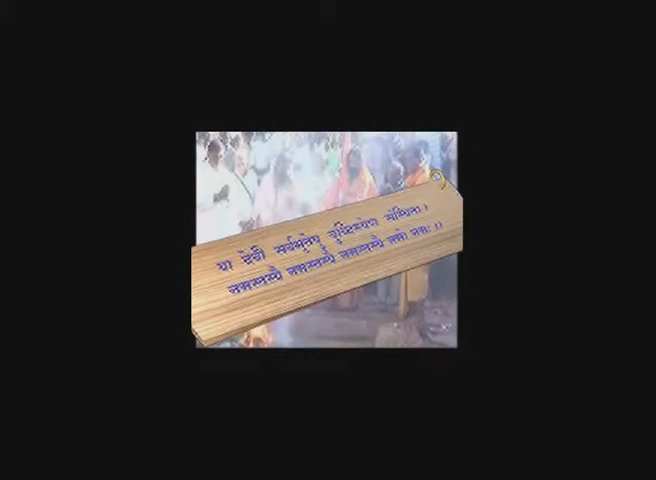 या देवी सर्वभूतेषु बुध्दिरूपेण संस्थिता ।
नमस्तस्यै नमस्तस्यै नमस्तस्यै नमो नमः ।।